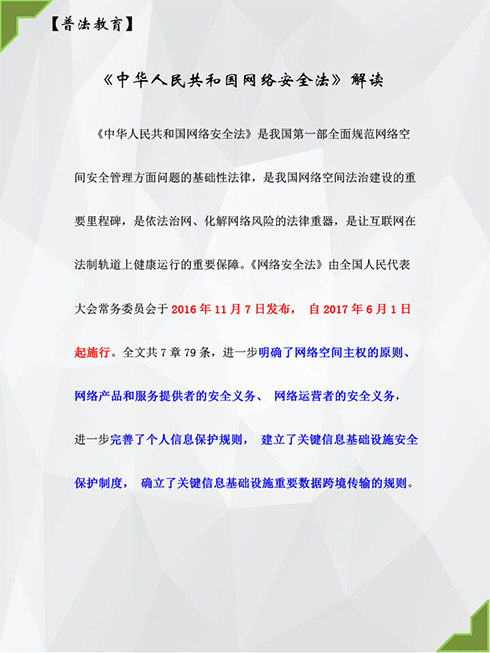 【普法教育】
《中华人民共和国网络安全法》解读
《中华人民共和国网络安全法》是我国第一部全面规范网络空
间安全管理方面问题的基础性法律，是我国网络空间法治建设的重
要里程碑，是依法治网、化解网络风险的法律重器，是让互联网在
法制轨道上健康运行的重要保障。《网络安全法》由全国人民代表
大会常务委员会于 2016 年 11 月 7 日发布， 自 2017 年 6 月 1 日
起施行。全文共 7 章 79 条，进一步明确了网络空间主权的原则、
网络产品和服务提供者的安全义务、 网络运营者的安全义务，
进一步完善了个人信息保护规则， 建立了关键信息基础设施安全
保护制度， 确立了关键信息基础设施重要数据跨境传输的规则。